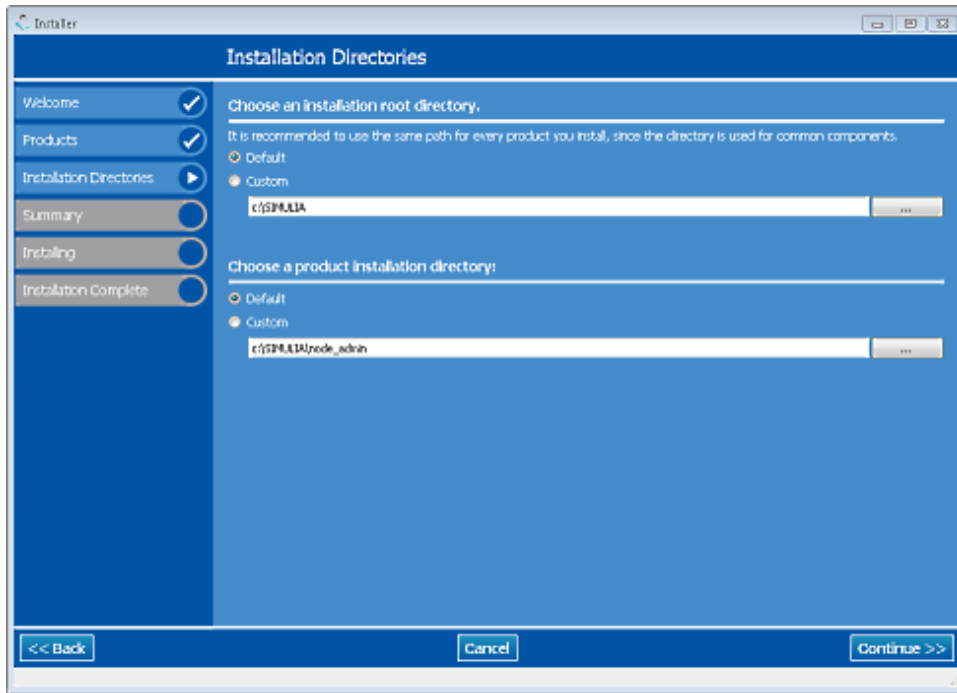 Installer
Installation Directories
Welcome
Products
Installation Directories
Summary
Installing
Installation Complete
Choose an installation root directory.
It is recommended to use the same path for every product you install, since the directory is used for common components.
Default
Custom
c:\SIMULIA
...
Choose a product installation directory:
Default
Custom
c:\SIMULIA\node_admin
...
<< Back
Cancel
Continue >>